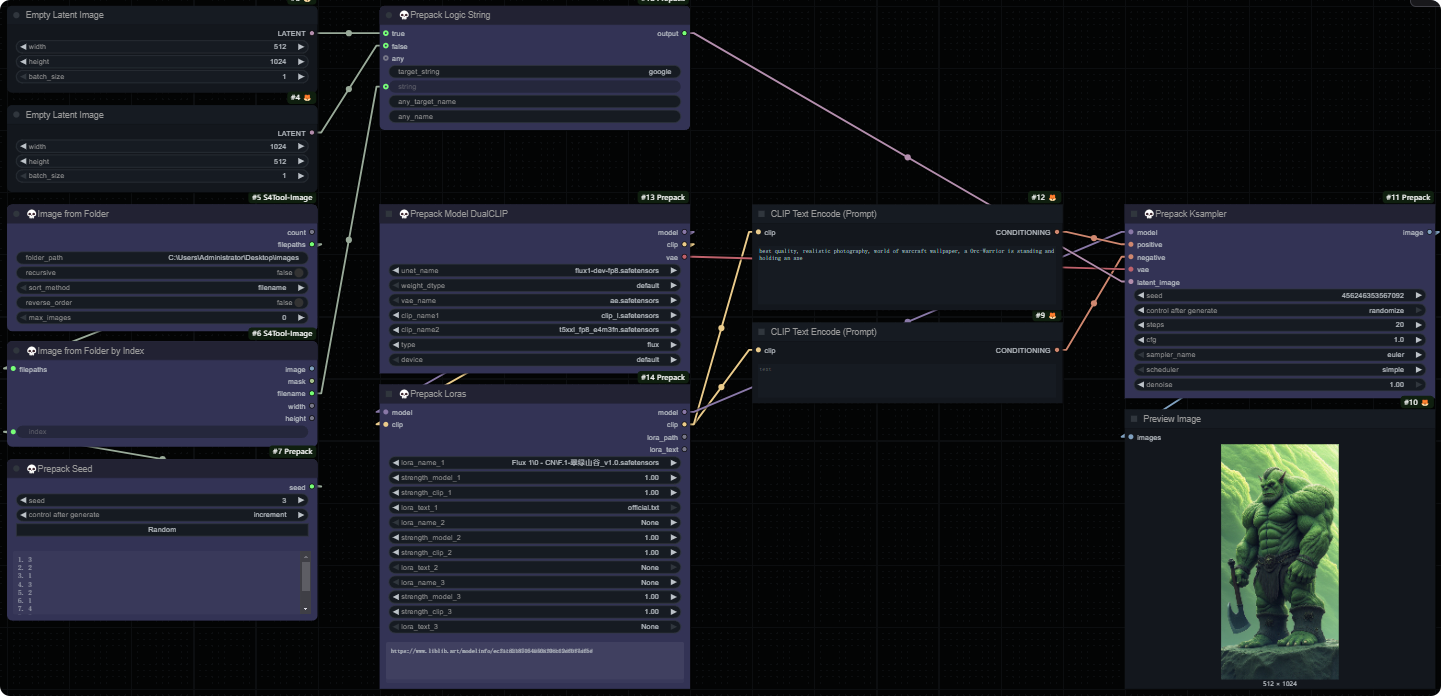 Empty Latent Image
LATENT
width 512
height 1024
batch_size 1
#4
Empty Latent Image
LATENT
width 1024
height 512
batch_size 1
#5 S4Tool-Image
Image from Folder
count
filepaths
folder_path C:\Users\Administrator\Desktop\images
recursive false
sort_method filename
reverse_order false
max_images 0
#6 S4Tool-Image
Image from Folder by Index
filepaths image
mask
filename
width
height
index
#7 Prepack
Prepack Seed
seed
seed 3
control after generate increment
Random
1. 3
2. 2
3. 1
4. 3
5. 2
6. 1
7. 4
Prepack Logic String
true output
false
any
target_string google
string
any_target_name
any_name
#13 Prepack
Prepack Model DualCLIP
model
clip
vae
unet_name flux1-dev-fp8.safetensors
weight_dtype default
vae_name ae.safetensors
clip_name1 clip_l.safetensors
clip_name2 t5xxl_fp8_e4m3fn.safetensors
type flux
device default
#14 Prepack
Prepack Loras
model model
clip clip
lora_path
lora_text
lora_name_1 Flux 1\0 - CN\F.1-翠绿山谷_v1.0.safetensors
strength_model_1 1.00
strength_clip_1 1.00
lora_text_1 official.txt
lora_name_2 None
strength_model_2 1.00
strength_clip_2 1.00
lora_text_2 None
lora_name_3 None
strength_model_3 1.00
strength_clip_3 1.00
lora_text_3 None
#12
CLIP Text Encode (Prompt)
clip CONDITIONING
best quality, realistic photography, world of warcraft wallpaper, a Orc-Warrior is standing and
holding an axe
#9
CLIP Text Encode (Prompt)
clip CONDITIONING
text
#11 Prepack
Prepack Ksampler
model image
positive
negative
vae
latent_image
seed 456246353567092
control after generate randomize
steps 20
cfg 1.0
sampler_name euler
scheduler simple
denoise 1.00
#10
Preview Image
images
512 × 1024